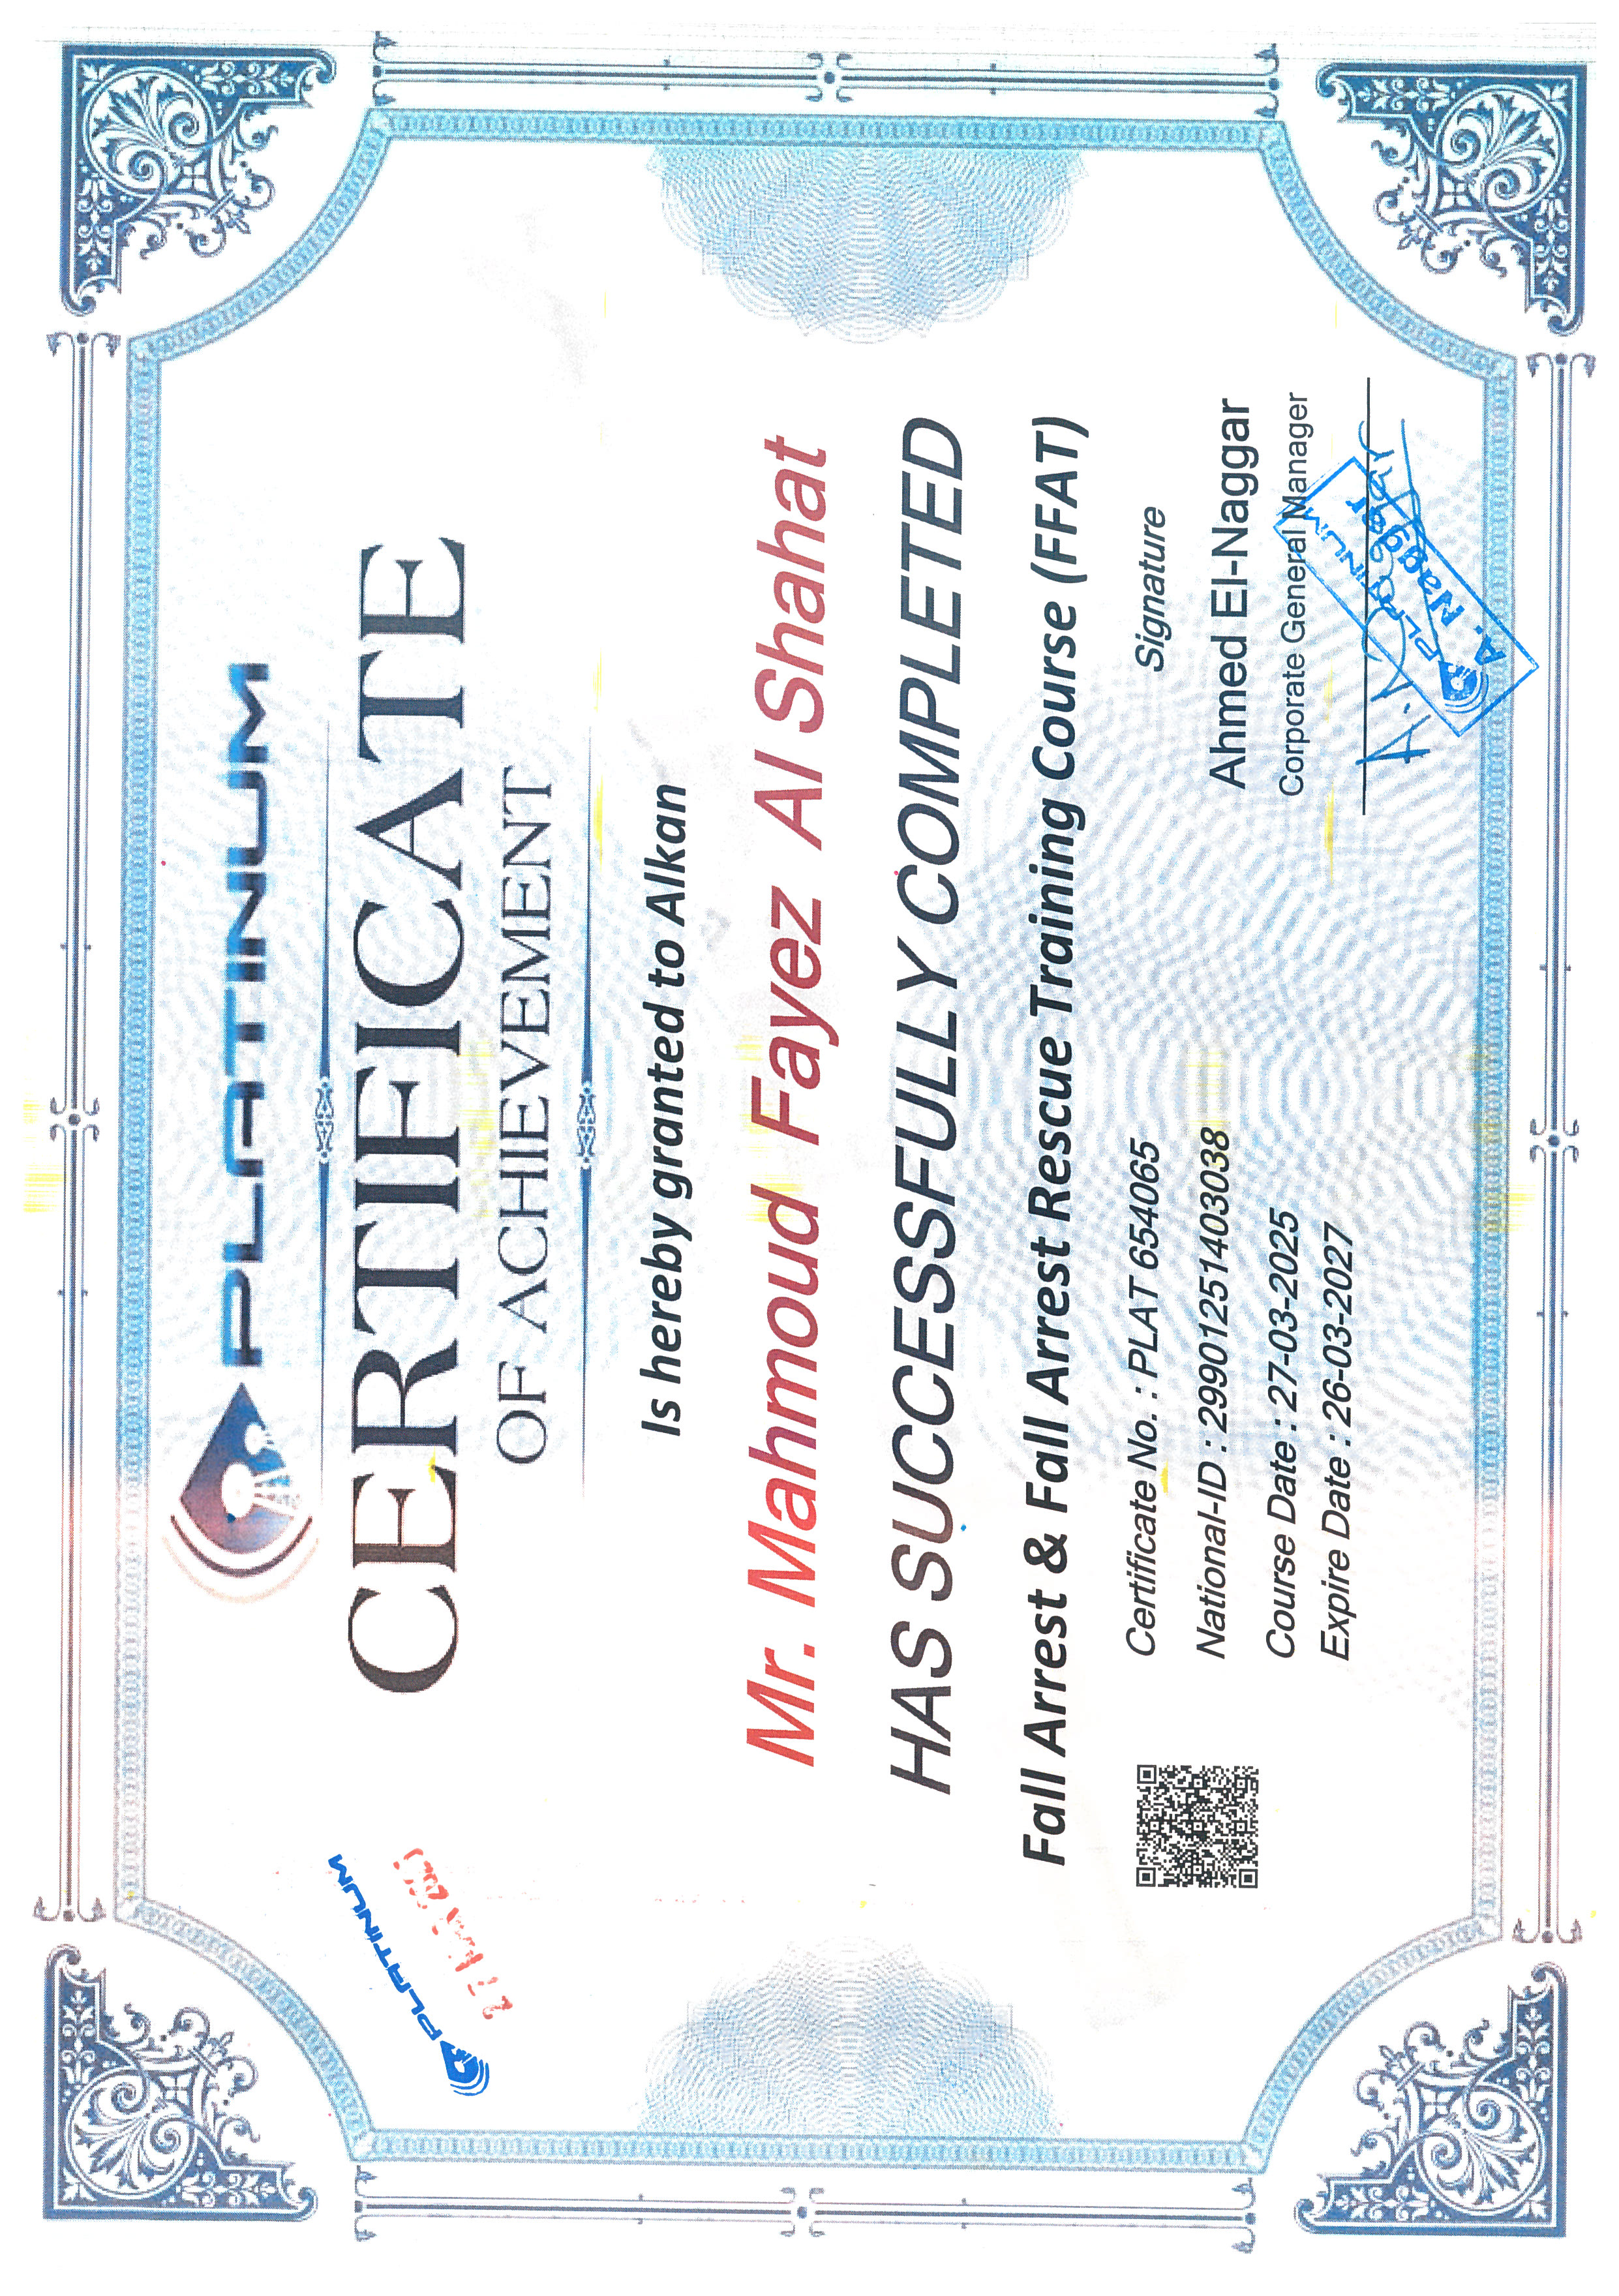 PLATINUM
PLATINUM
27 MAR 202
CERTIFICATE
OF ACHIEVEMENT
Is hereby granted to Alkan
Mr. Mahmoud Fayez Al Shahat
HAS SUCCESSFULLY COMPLETED
Fall Arrest & Fall Arrest Rescue Training Course (FFAT)
Certificate No. : PLAT 654065
National-ID : 29901251403038
Course Date : 27-03-2025
Expire Date : 26-03-2027
Signature
Ahmed El-Naggar
Corporate General Manager
A. Naggar
PLATINUM
A. Naggar